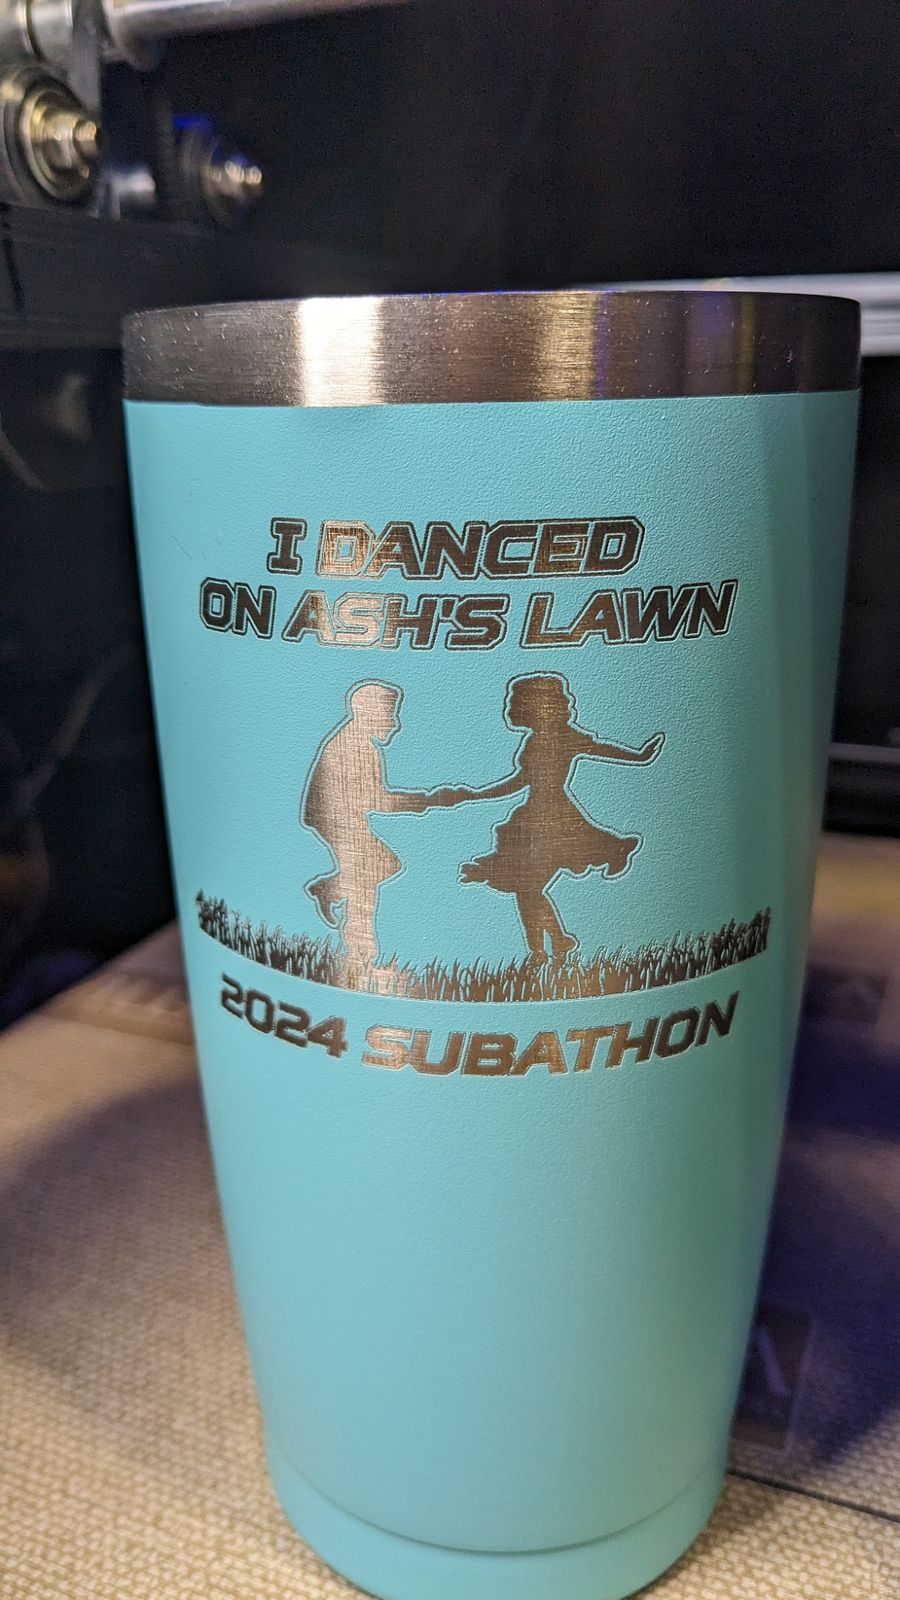 I DANCED
ON ASH'S LAWN
2024 SUBATHON